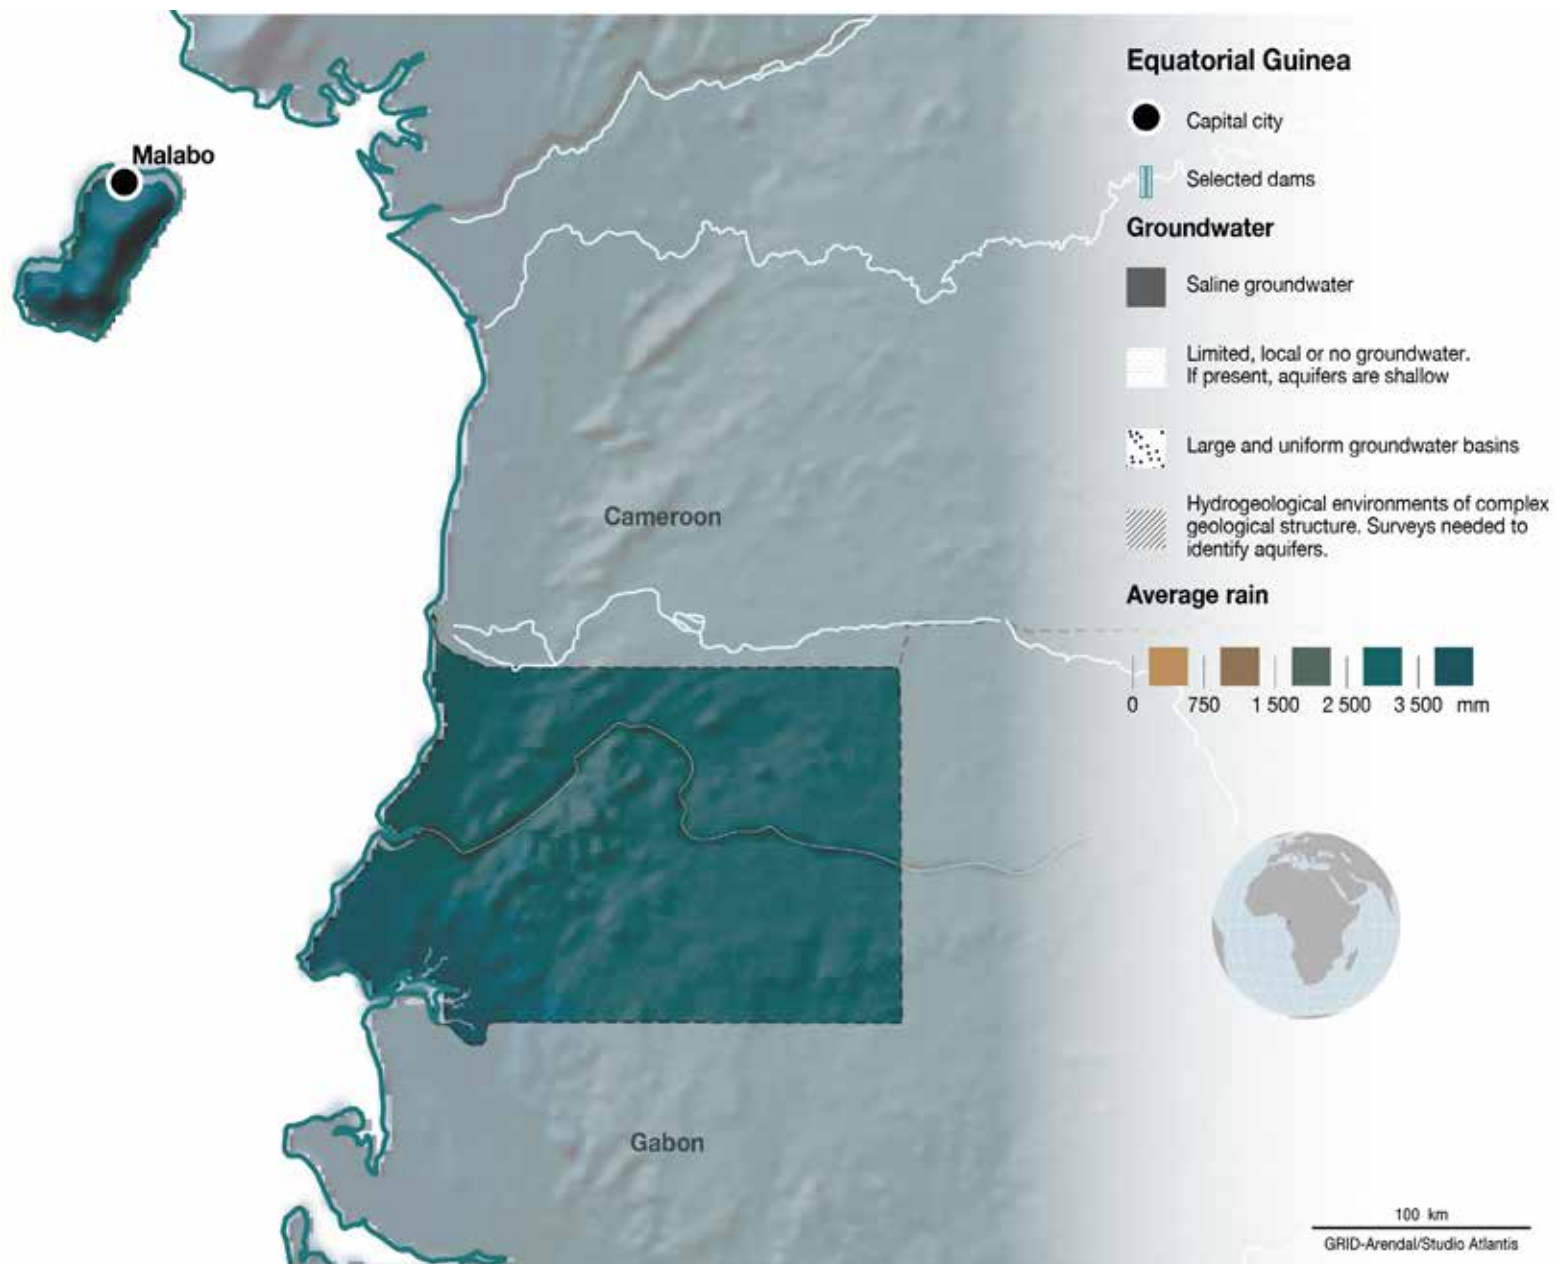 Malabo
Cameroon
Gabon
Equatorial Guinea
Capital city
Selected dams
Groundwater
Saline groundwater
Limited, local or no groundwater.
If present, aquifers are shallow
Large and uniform groundwater basins
Hydrogeological environments of complex
geological structure. Surveys needed to
identify aquifers.
Average rain
0 750 1 500 2 500 3 500 mm
100 km
GRID-Arendal/Studio Atlantis